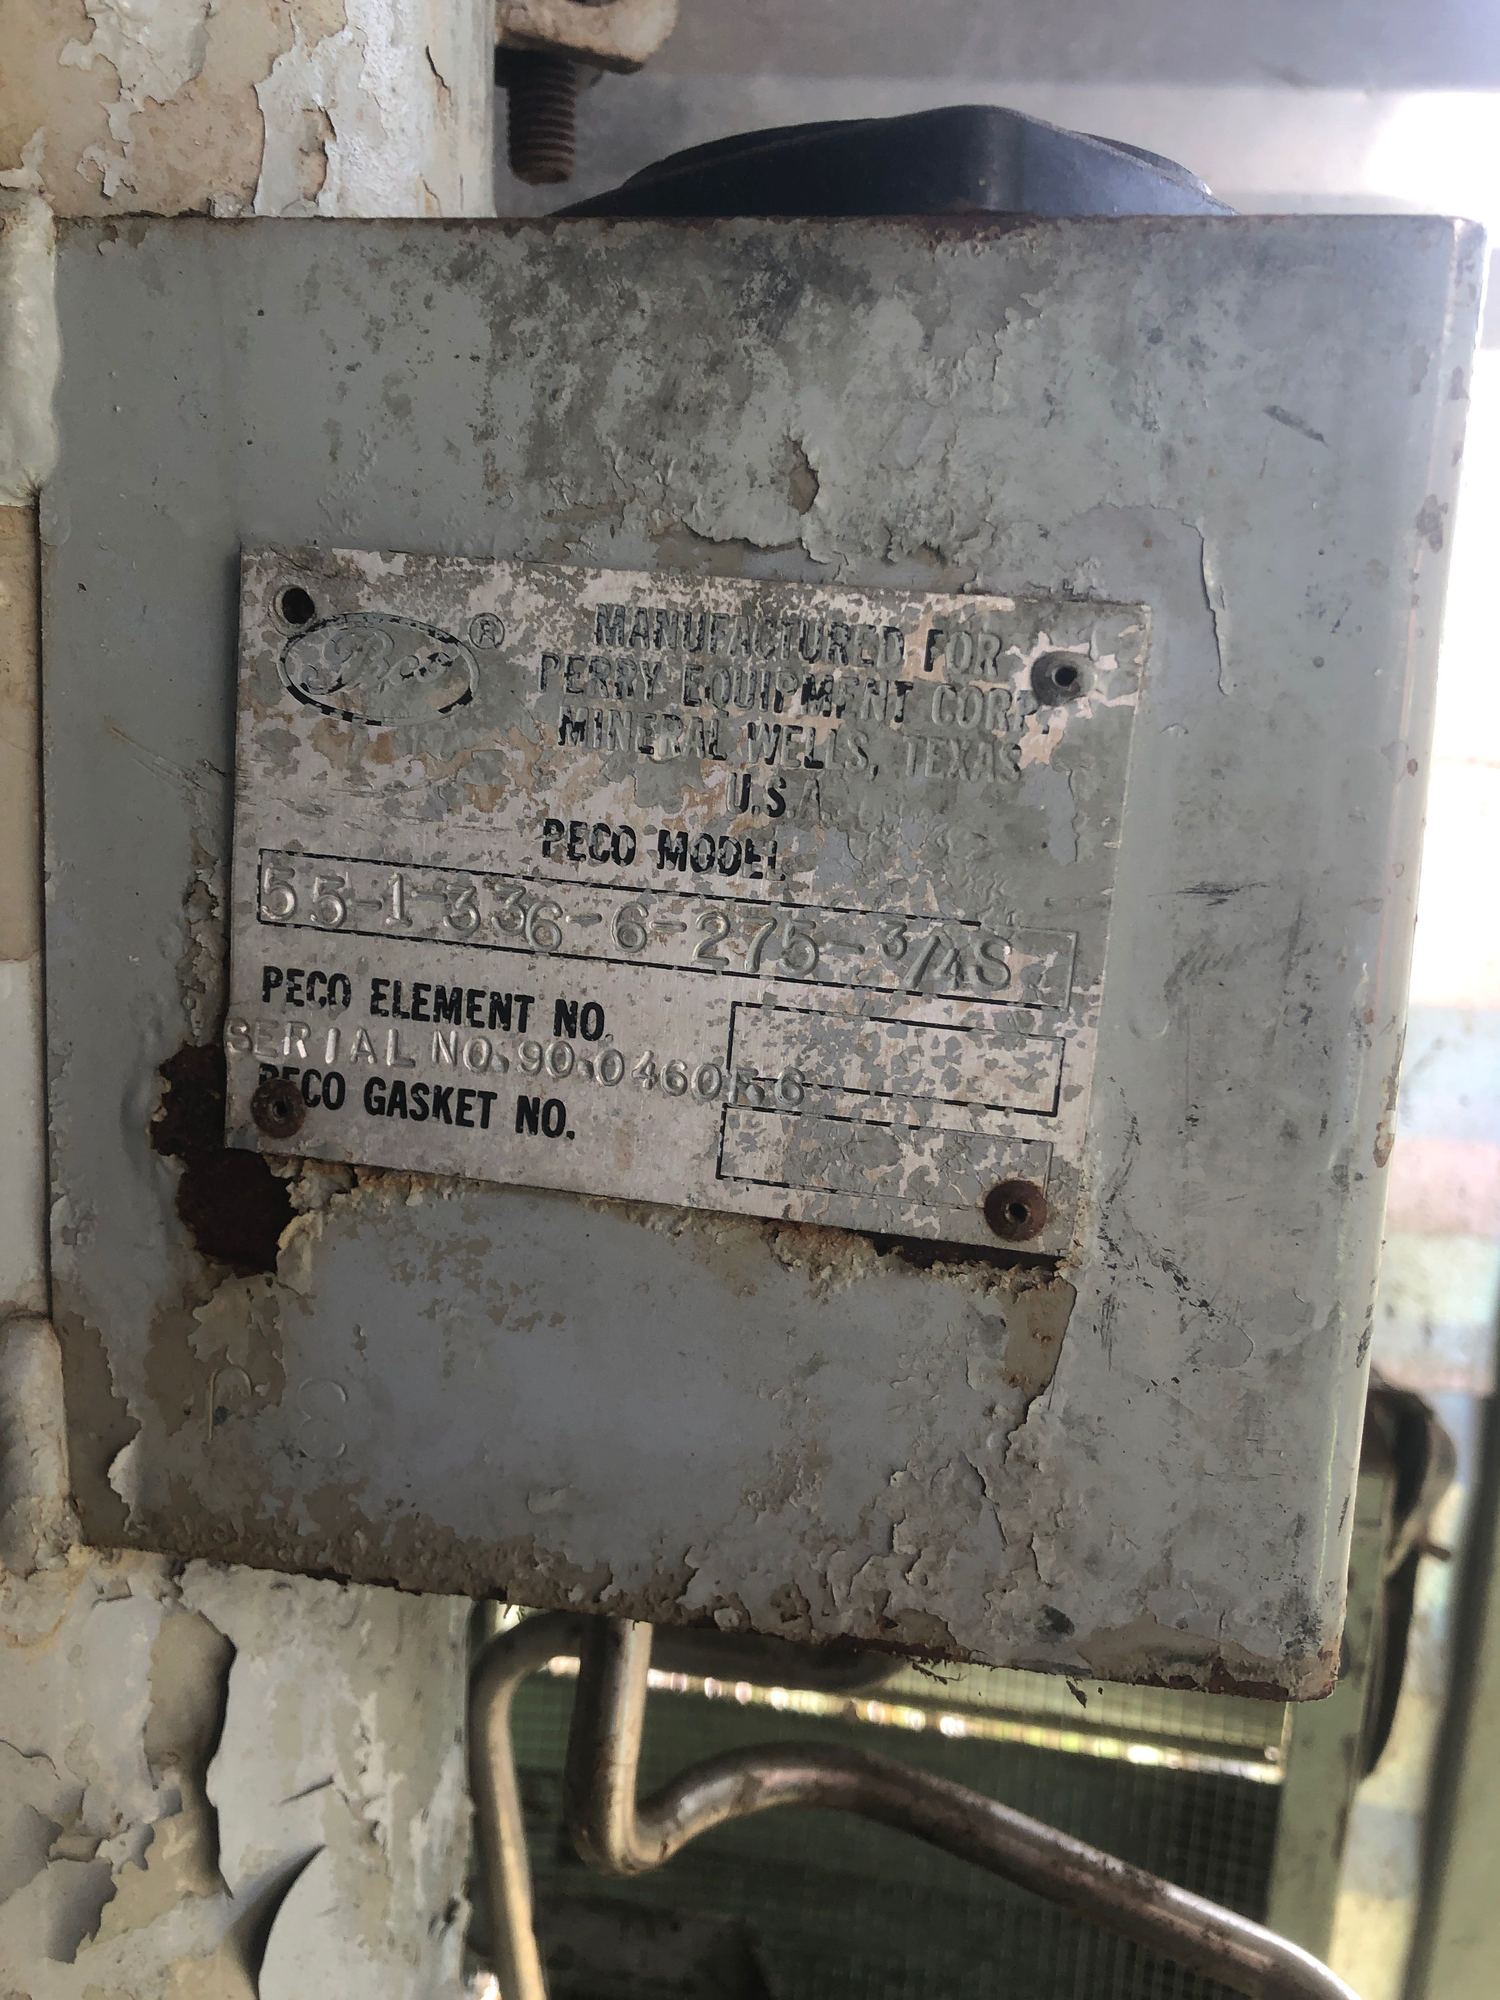 Peco ®
MANUFACTURED FOR
PERRY EQUIPMENT CORP.
MINERAL WELLS, TEXAS
U.S.A.
PECO MODEL
55-1-336-6-275-3/4S
PECO ELEMENT NO.
SERIAL NO.
PECO GASKET NO.